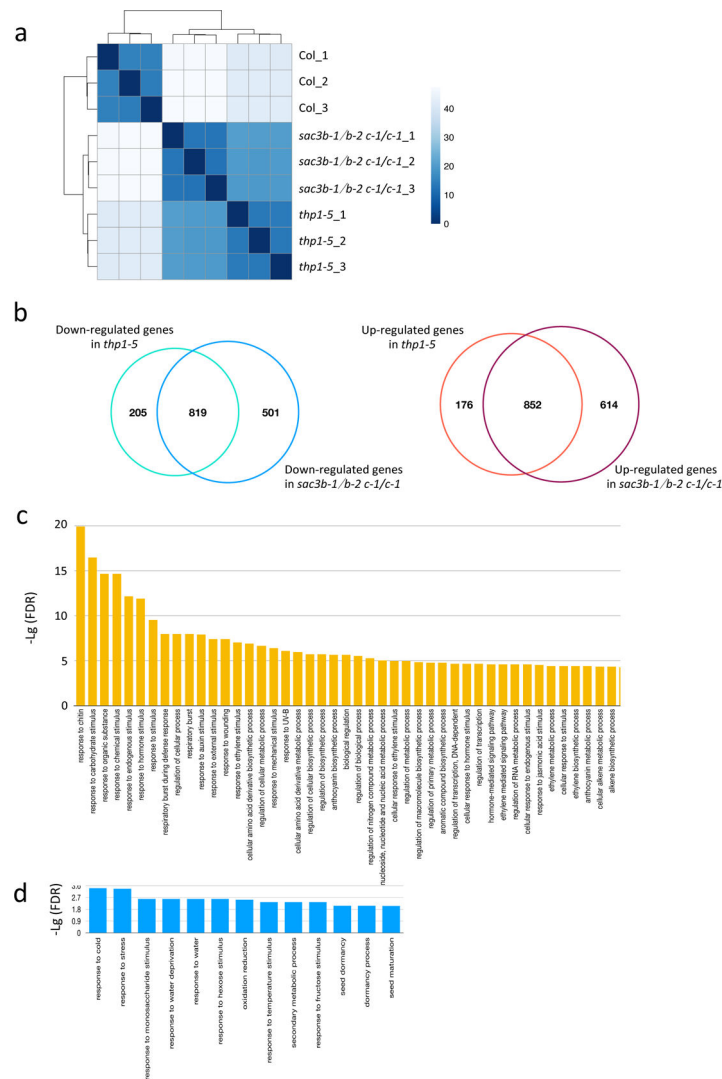 a
Col_1
Col_2
Col_3
sac3b-1/b-2 c-1/c-1_1
sac3b-1/b-2 c-1/c-1_2
sac3b-1/b-2 c-1/c-1_3
thp1-5_1
thp1-5_2
thp1-5_3
40
30
20
10
0
b
Down-regulated genes
in thp1-5
205
819
501
Down-regulated genes
in sac3b-1/b-2 c-1/c-1
Up-regulated genes
in thp1-5
176
852
614
Up-regulated genes
in sac3b-1/b-2 c-1/c-1
c
-Lg (FDR)
20
15
10
5
0
response to chitin
response to carbohydrate stimulus
response to organic substance
response to chemical stimulus
response to endogenous stimulus
response to hormone stimulus
response to stimulus
respiratory burst during defense response
regulation of cellular process
respiratory burst
response to auxin stimulus
response to external stimulus
response to wounding
response to ethylene stimulus
cellular amino acid derivative biosynthetic process
regulation of cellular metabolic process
response to mechanical stimulus
response to UV-B
cellular amino acid derivative metabolic process
regulation of cellular biosynthetic process
regulation of biosynthetic process
anthocyanin biosynthetic process
biological regulation
regulation of biological process
regulation of nitrogen compound metabolic process
nucleoside, nucleotide and nucleic acid metabolic process
cellular response to ethylene stimulus
regulation of metabolic process
regulation of macromolecule biosynthetic process
regulation of primary metabolic process
aromatic compound biosynthetic process
regulation of transcription, DNA-dependent
cellular response to hormone stimulus
regulation of transcription
hormone-mediated signaling pathway
ethylene mediated signaling pathway
regulation of RNA metabolic process
cellular response to endogenous stimulus
response to jasmonic acid stimulus
ethylene metabolic process
cellular response to stimulus
ethylene biosynthetic process
anthocyanin metabolic process
cellular alkene metabolic process
alkene biosynthetic process
d
-Lg (FDR)
3.6
2.7
1.8
0.9
0
response to cold
response to stress
response to monosaccharide stimulus
response to water deprivation
response to water
response to hexose stimulus
oxidation reduction
response to temperature stimulus
secondary metabolic process
response to fructose stimulus
seed dormancy
dormancy process
seed maturation